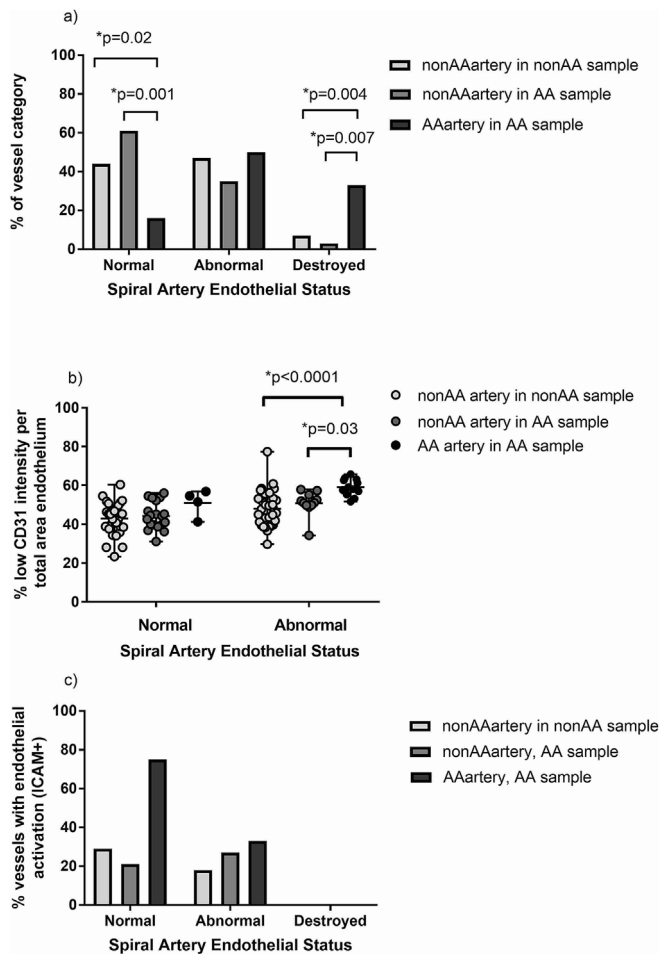 a)
*p=0.02
*p=0.001
*p=0.004
*p=0.007
nonAAartery in nonAA sample
nonAAartery in AA sample
AAartery in AA sample
% of vessel category
100
80
60
40
20
0
Normal
Abnormal
Destroyed
Spiral Artery Endothelial Status
b)
*p<0.0001
*p=0.03
nonAA artery in nonAA sample
nonAA artery in AA sample
AA artery in AA sample
% low CD31 intensity per
total area endothelium
100
80
60
40
20
0
Normal
Abnormal
Spiral Artery Endothelial Status
c)
nonAAartery in nonAA sample
nonAAartery, AA sample
AAartery, AA sample
% vessels with endothelial
activation (ICAM+)
100
80
60
40
20
0
Normal
Abnormal
Destroyed
Spiral Artery Endothelial Status